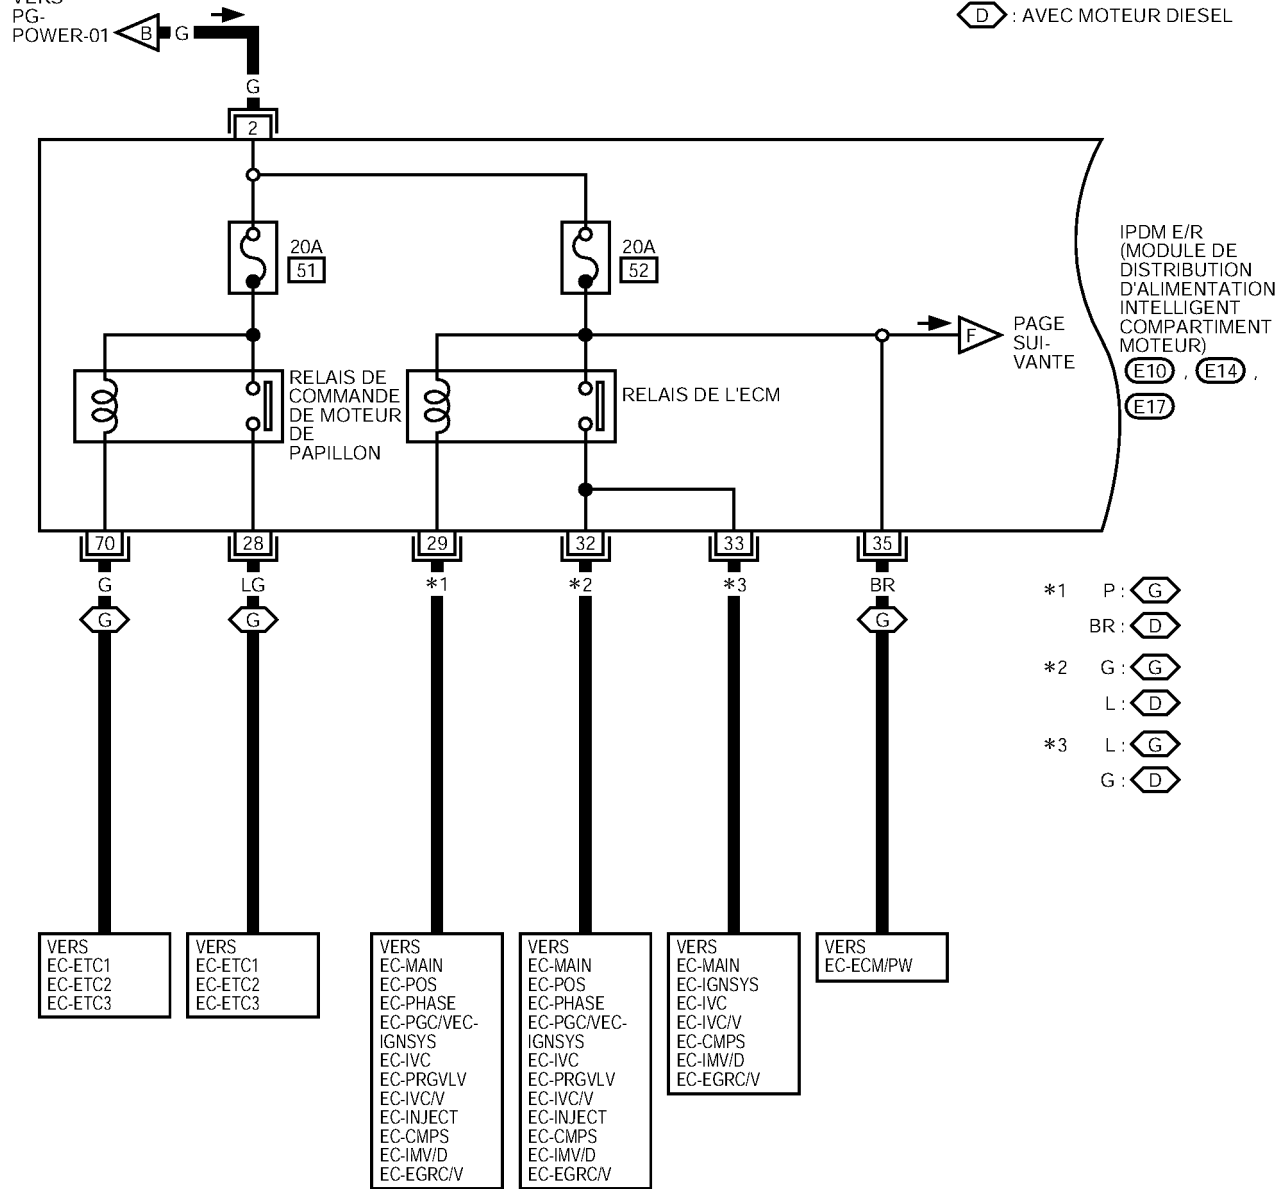 VERS
PG-
POWER-01
B
G
D : AVEC MOTEUR DIESEL
G
2
20A
51
20A
52
IPDM E/R
(MODULE DE
DISTRIBUTION
D'ALIMENTATION
INTELLIGENT
COMPARTIMENT
MOTEUR)
E10 , E14 ,
E17
F
PAGE
SUI-
VANTE
RELAIS DE
COMMANDE
DE MOTEUR
DE
PAPILLON
RELAIS DE L'ECM
70
28
29
32
33
35
G
LG
*1
*2
*3
BR
G
G
G
*1 P : G
BR : D
*2 G : G
L : D
*3 L : G
G : D
VERS
EC-ETC1
EC-ETC2
EC-ETC3
VERS
EC-ETC1
EC-ETC2
EC-ETC3
VERS
EC-MAIN
EC-POS
EC-PHASE
EC-PGC/VEC-
IGNSYS
EC-IVC
EC-PRGVLV
EC-IVC/V
EC-INJECT
EC-CMPS
EC-IMV/D
EC-EGRC/V
VERS
EC-MAIN
EC-POS
EC-PHASE
EC-PGC/VEC-
IGNSYS
EC-IVC
EC-PRGVLV
EC-IVC/V
EC-INJECT
EC-CMPS
EC-IMV/D
EC-EGRC/V
VERS
EC-MAIN
EC-IGNSYS
EC-IVC
EC-IVC/V
EC-CMPS
EC-IMV/D
EC-EGRC/V
VERS
EC-ECM/PW